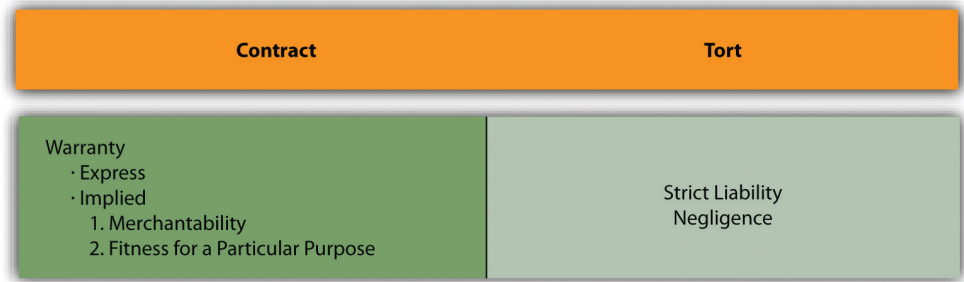 Contract
Tort
Warranty
· Express
· Implied
1. Merchantability
2. Fitness for a Particular Purpose
Strict Liability
Negligence